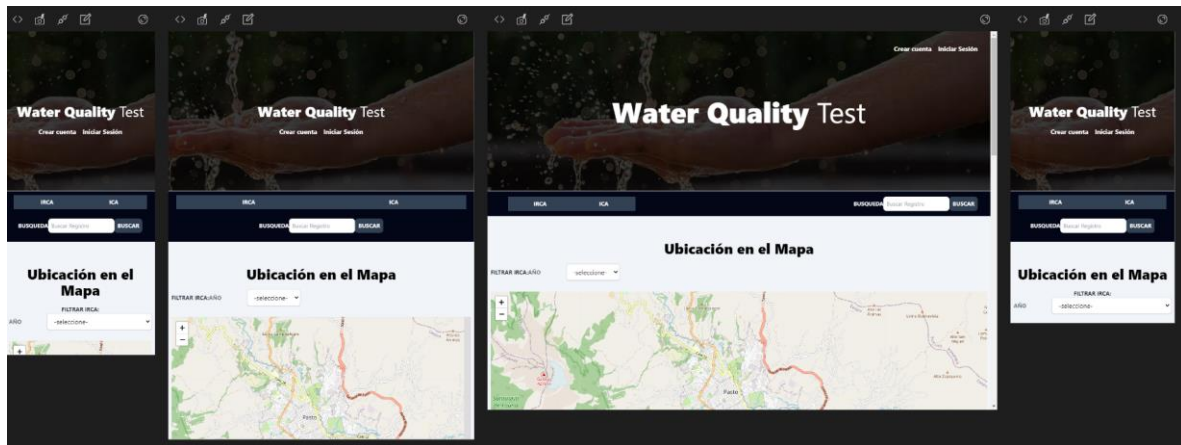 Water Quality Test
Crear cuenta Iniciar Sesión
IRCA ICA
BUSQUEDA Buscar Registro BUSCAR
Ubicación en el
Mapa
FILTRAR IRCA:
AÑO -seleccione-
+
Water Quality Test
Crear cuenta Iniciar Sesión
IRCA ICA
BUSQUEDA Buscar Registro BUSCAR
Ubicación en el Mapa
FILTRAR IRCA:AÑO -seleccione-
+
−
Pasto
Crear cuenta Iniciar Sesión
Water Quality Test
IRCA ICA
BUSQUEDA Buscar Registro BUSCAR
Ubicación en el Mapa
FILTRAR IRCA:AÑO -seleccione-
+
−
Pasto
Water Quality Test
Crear cuenta Iniciar Sesión
IRCA ICA
BUSQUEDA Buscar Registro BUSCAR
Ubicación en el Mapa
FILTRAR IRCA:
AÑO -seleccione-